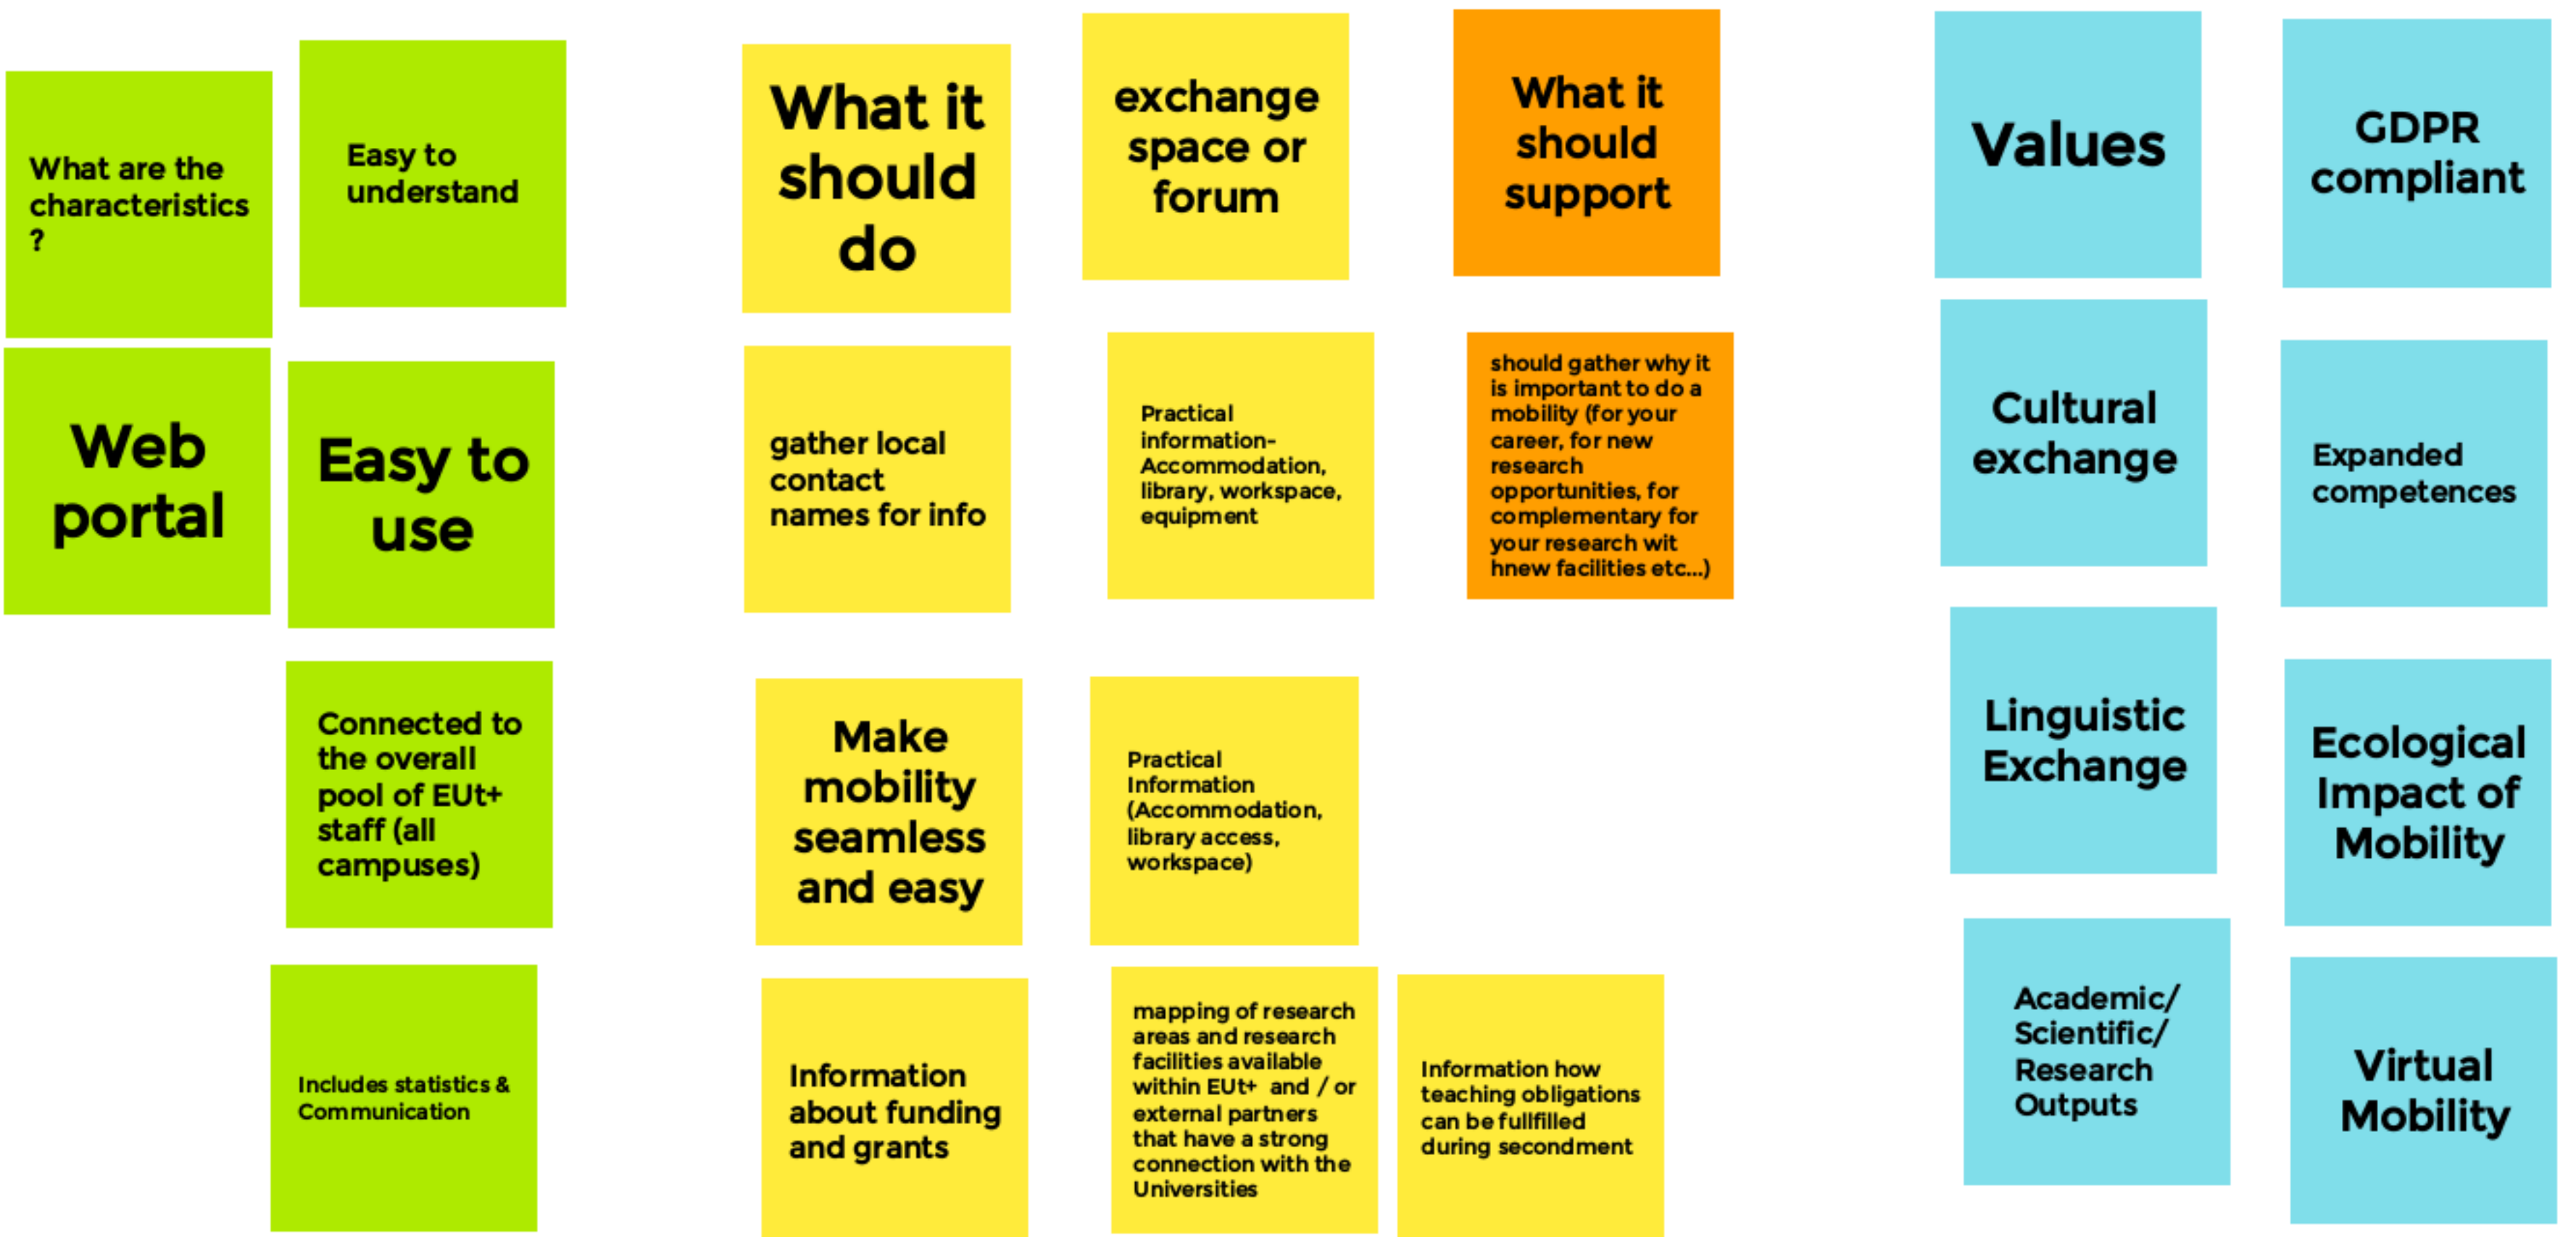 What are the
characteristics
?
Easy to
understand
Web
portal
Easy to
use
Connected to
the overall
pool of EUt+
staff (all
campuses)
Includes statistics &
Communication
What it
should
do
exchange
space or
forum
gather local
contact
names for info
Practical
information-
Accommodation,
library, workspace,
equipment
Make
mobility
seamless
and easy
Practical
Information
(Accommodation,
library access,
workspace)
Information
about funding
and grants
mapping of research
areas and research
facilities available
within EUt+ and / or
external partners
that have a strong
connection with the
Universities
Information how
teaching obligations
can be fullfilled
during secondment
What it
should
support
should gather why it
is important to do a
mobility (for your
career, for new
research
opportunities, for
complementary for
your research wit
hnew facilities etc...)
Values
GDPR
compliant
Cultural
exchange
Expanded
competences
Linguistic
Exchange
Ecological
Impact of
Mobility
Academic/
Scientific/
Research
Outputs
Virtual
Mobility